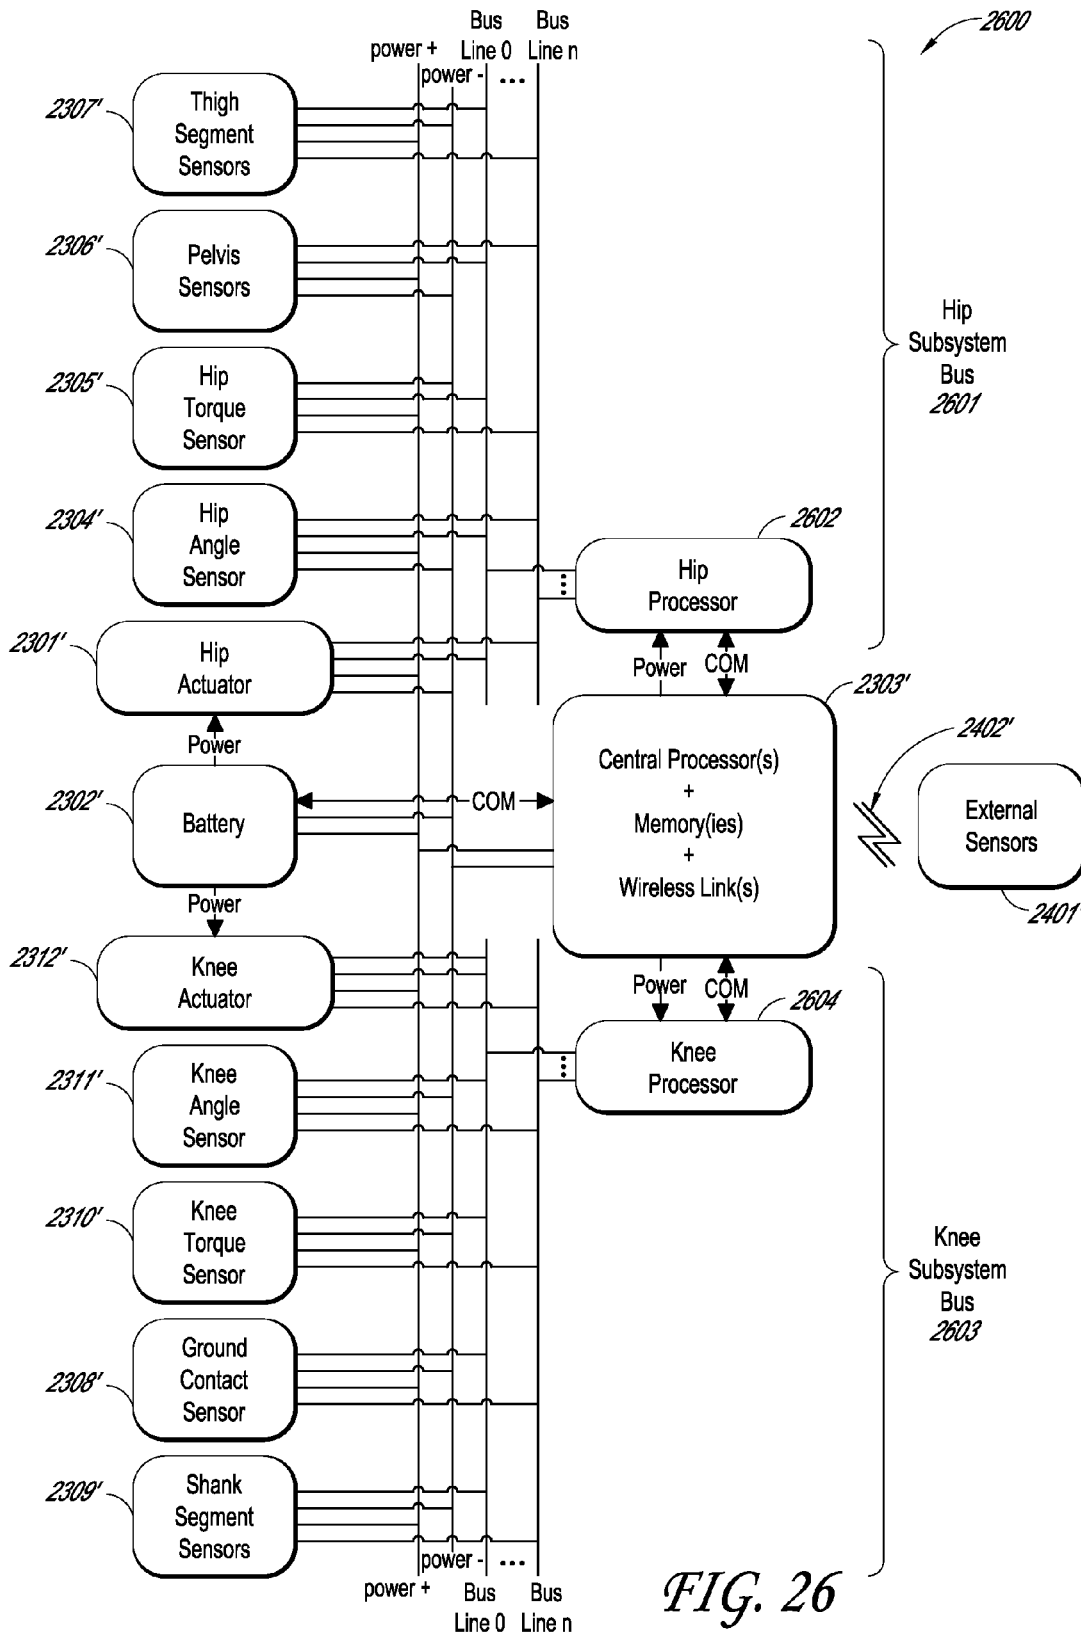 Bus
Line 0
Bus
Line n
power +
power -
...
2600
2307'
Thigh
Segment
Sensors
2306'
Pelvis
Sensors
Hip
Subsystem
Bus
2601
2305'
Hip
Torque
Sensor
2304'
Hip
Angle
Sensor
2602
Hip
Processor
2301'
Hip
Actuator
Power
COM
2303'
Power
2302'
Battery
COM
Central Processor(s)
+
Memory(ies)
+
Wireless Link(s)
2402'
External
Sensors
2401'
Power
2312'
Knee
Actuator
Power
COM
2604
Knee
Processor
2311'
Knee
Angle
Sensor
2310'
Knee
Torque
Sensor
Knee
Subsystem
Bus
2603
2308'
Ground
Contact
Sensor
2309'
Shank
Segment
Sensors
power -
...
power +
Bus
Line 0
Bus
Line n
FIG. 26